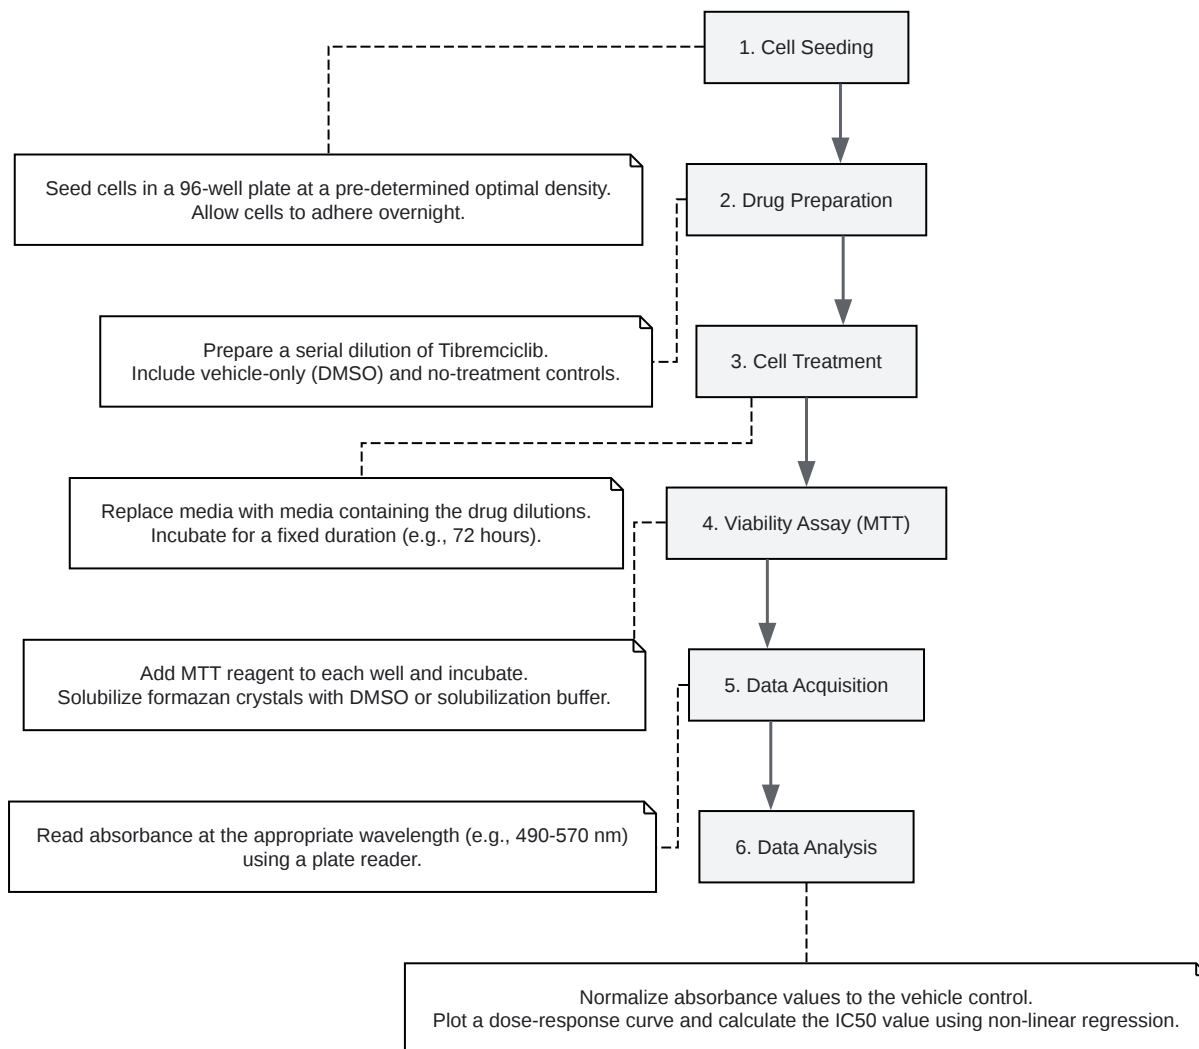 1. Cell Seeding
Seed cells in a 96-well plate at a pre-determined optimal density.
Allow cells to adhere overnight.
2. Drug Preparation
Prepare a serial dilution of Tibremciclib.
Include vehicle-only (DMSO) and no-treatment controls.
3. Cell Treatment
Replace media with media containing the drug dilutions.
Incubate for a fixed duration (e.g., 72 hours).
4. Viability Assay (MTT)
Add MTT reagent to each well and incubate.
Solubilize formazan crystals with DMSO or solubilization buffer.
5. Data Acquisition
Read absorbance at the appropriate wavelength (e.g., 490-570 nm)
using a plate reader.
6. Data Analysis
Normalize absorbance values to the vehicle control.
Plot a dose-response curve and calculate the IC50 value using non-linear regression.